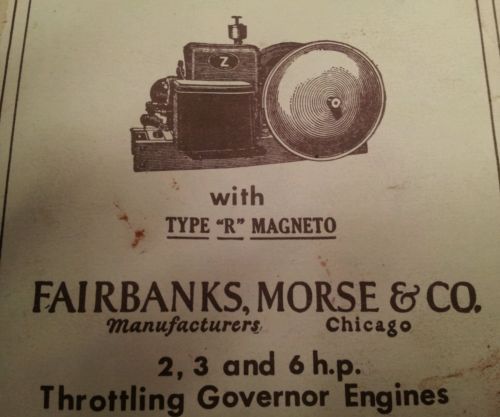 Z
with
TYPE "R" MAGNETO
FAIRBANKS, MORSE & CO.
Manufacturers Chicago
2, 3 and 6 h.p.
Throttling Governor Engines